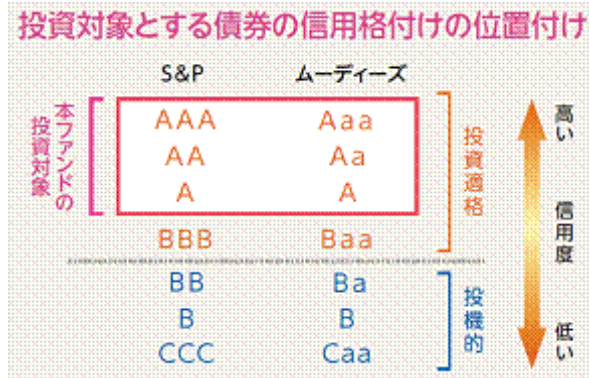 投資対象とする債券の信用格付けの位置付け
S&P ムーディーズ
本ファンドの
投資対象
AAA Aaa
AA Aa
A A
BBB Baa
投資適格
BB Ba
B B
CCC Caa
投機的
高い
信用度
低い